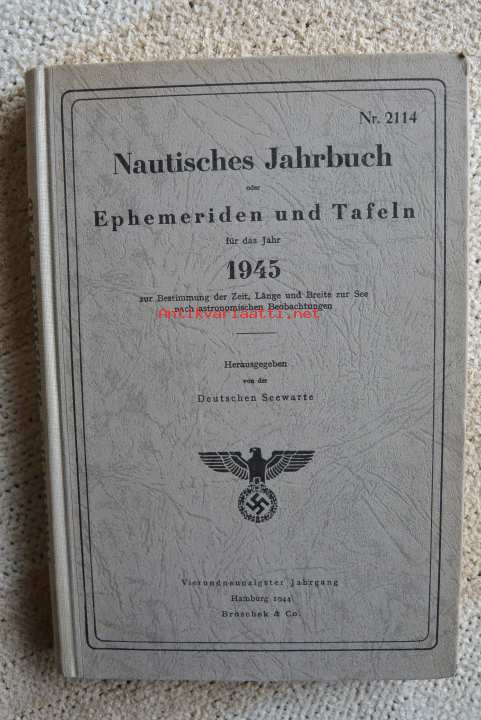 Nr. 2114
Nautisches Jahrbuch
oder
Ephemeriden und Tafeln
für das Jahr
1945
zur Bestimmung der Zeit, Länge und Breite zur See
nach astronomischen Beobachtungen
Antikvariaatti.net
Herausgegeben
von der
Deutschen Seewarte
Vierundneunzigster Jahrgang
Hamburg 1944
Broschek & Co.